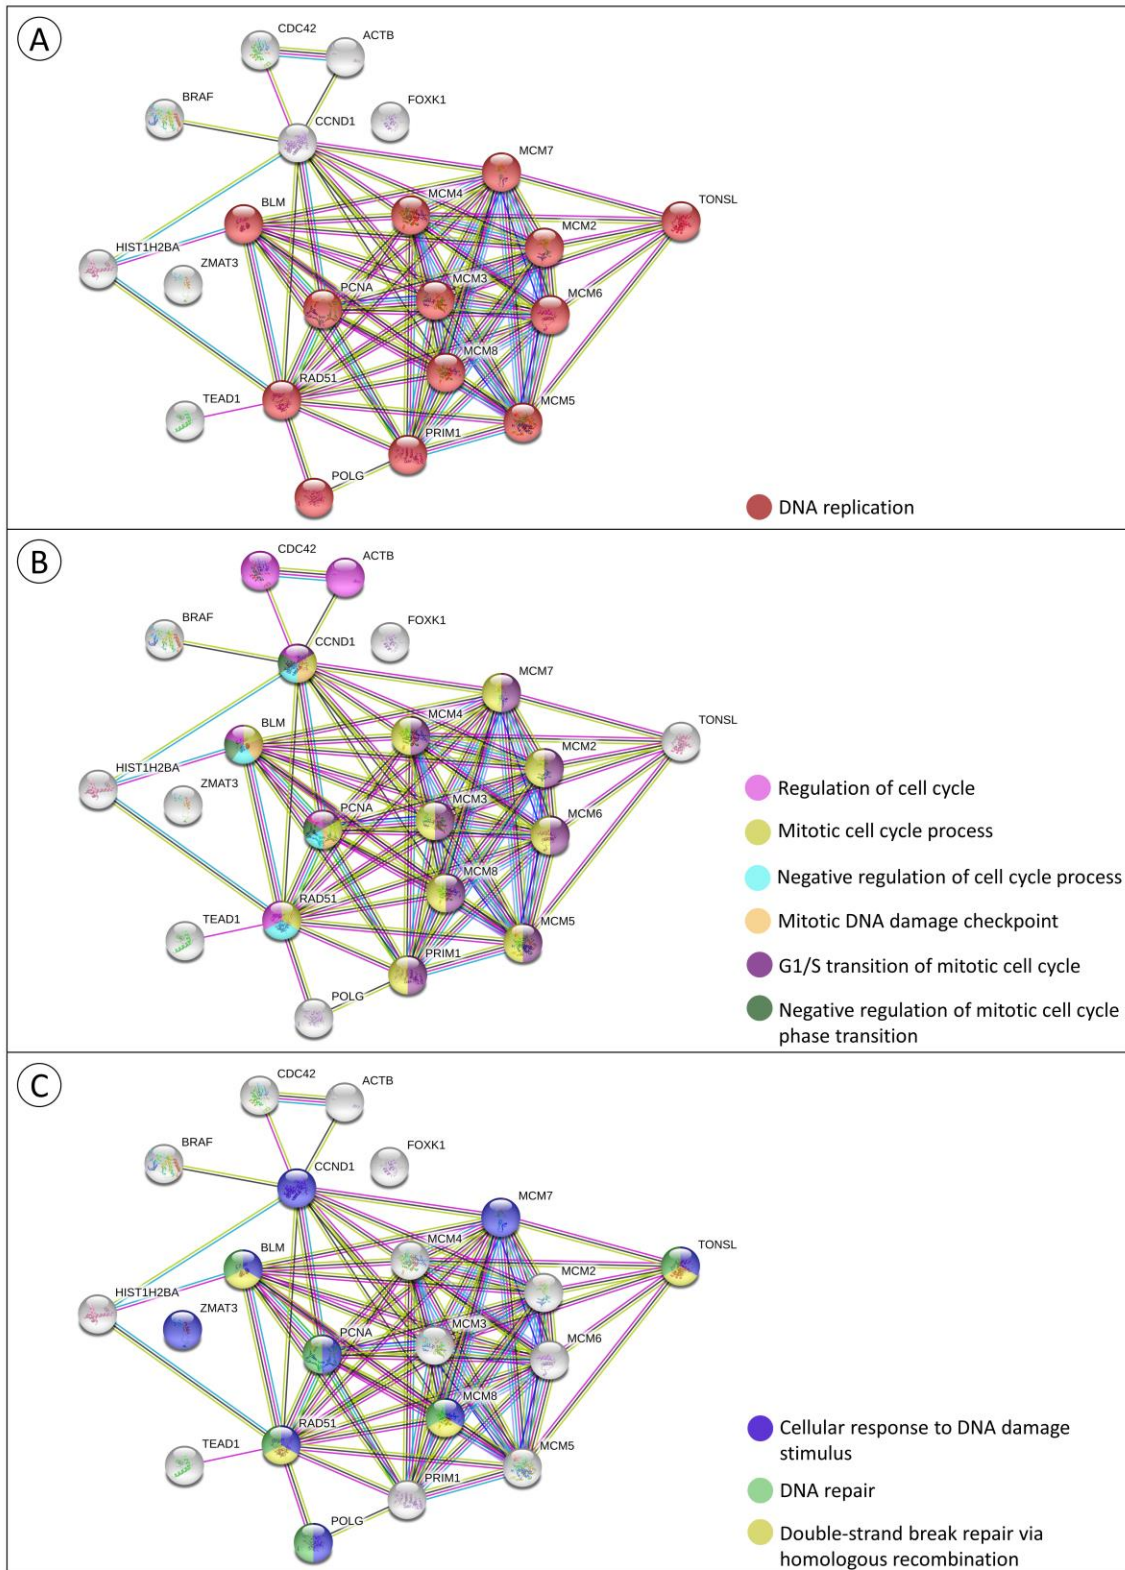 A
CDC42
ACTB
BRAF
FOXK1
CCND1
MCM7
TONSL
MCM4
BLM
MCM2
HIST1H2BA
ZMAT3
MCM3
PCNA
MCM6
MCM8
RAD51
TEAD1
MCM5
PRIM1
POLG
DNA replication
B
CDC42
ACTB
BRAF
FOXK1
CCND1
MCM7
TONSL
MCM4
BLM
MCM2
HIST1H2BA
ZMAT3
MCM3
PCNA
MCM6
MCM8
RAD51
TEAD1
MCM5
PRIM1
POLG
Regulation of cell cycle
Mitotic cell cycle process
Negative regulation of cell cycle process
Mitotic DNA damage checkpoint
G1/S transition of mitotic cell cycle
Negative regulation of mitotic cell cycle
phase transition
C
CDC42
ACTB
BRAF
FOXK1
CCND1
MCM7
TONSL
MCM4
BLM
MCM2
HIST1H2BA
ZMAT3
MCM3
PCNA
MCM6
MCM8
RAD51
TEAD1
MCM5
PRIM1
POLG
Cellular response to DNA damage
stimulus
DNA repair
Double-strand break repair via
homologous recombination